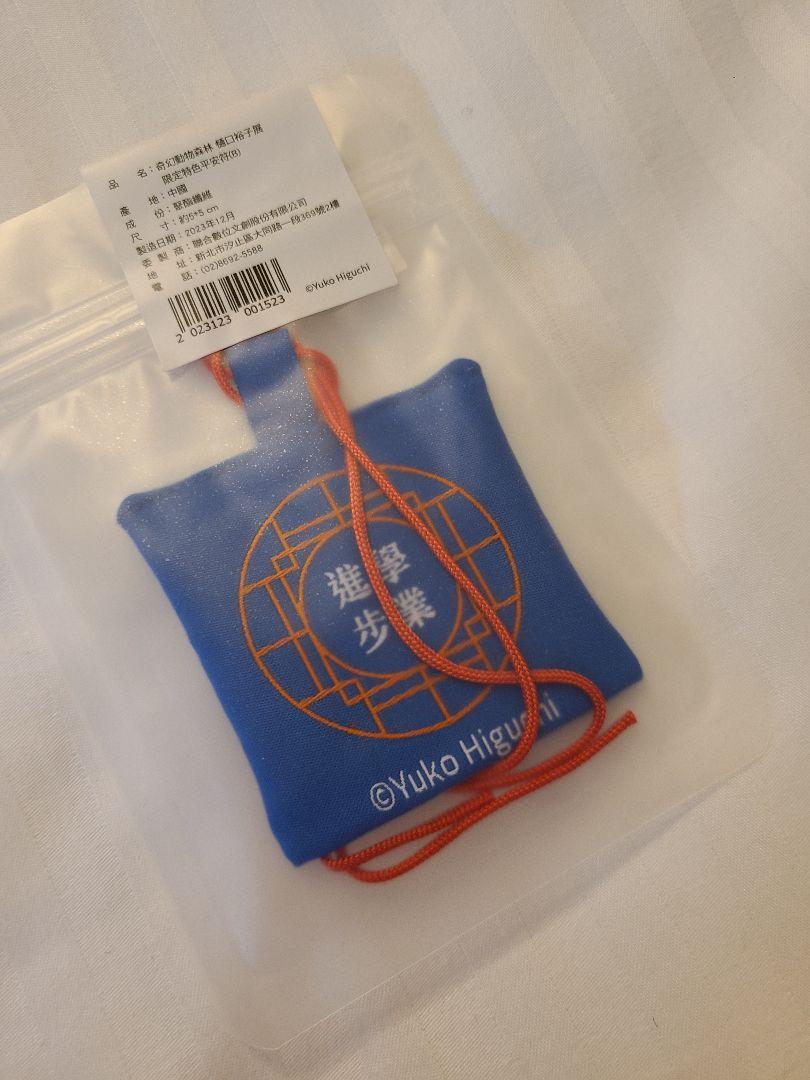 品　　名：奇幻動物森林 樋口裕子展
限定特色平安符(B)
產　　地：中國
成　　份：聚酯纖維
尺　　寸：約5*5 cm
製造日期：2023年12月
委 製 商：聯合數位文創股份有限公司
地　　址：新北市汐止區大同路一段369號2樓
電　　話：(02)8692-5588
2 023123 001523
©Yuko Higuchi
進學
步業
©Yuko Higuchi